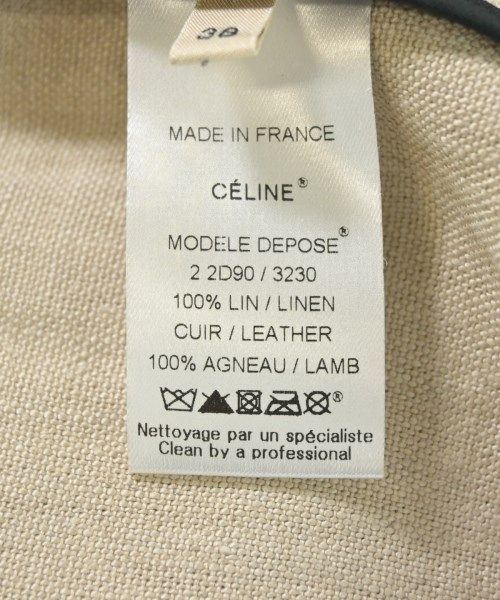 38
MADE IN FRANCE
CÉLINE®
MODELE DEPOSE®
2 2D90 / 3230
100% LIN / LINEN
CUIR / LEATHER
100% AGNEAU / LAMB
®
Nettoyage par un spécialiste
Clean by a professional